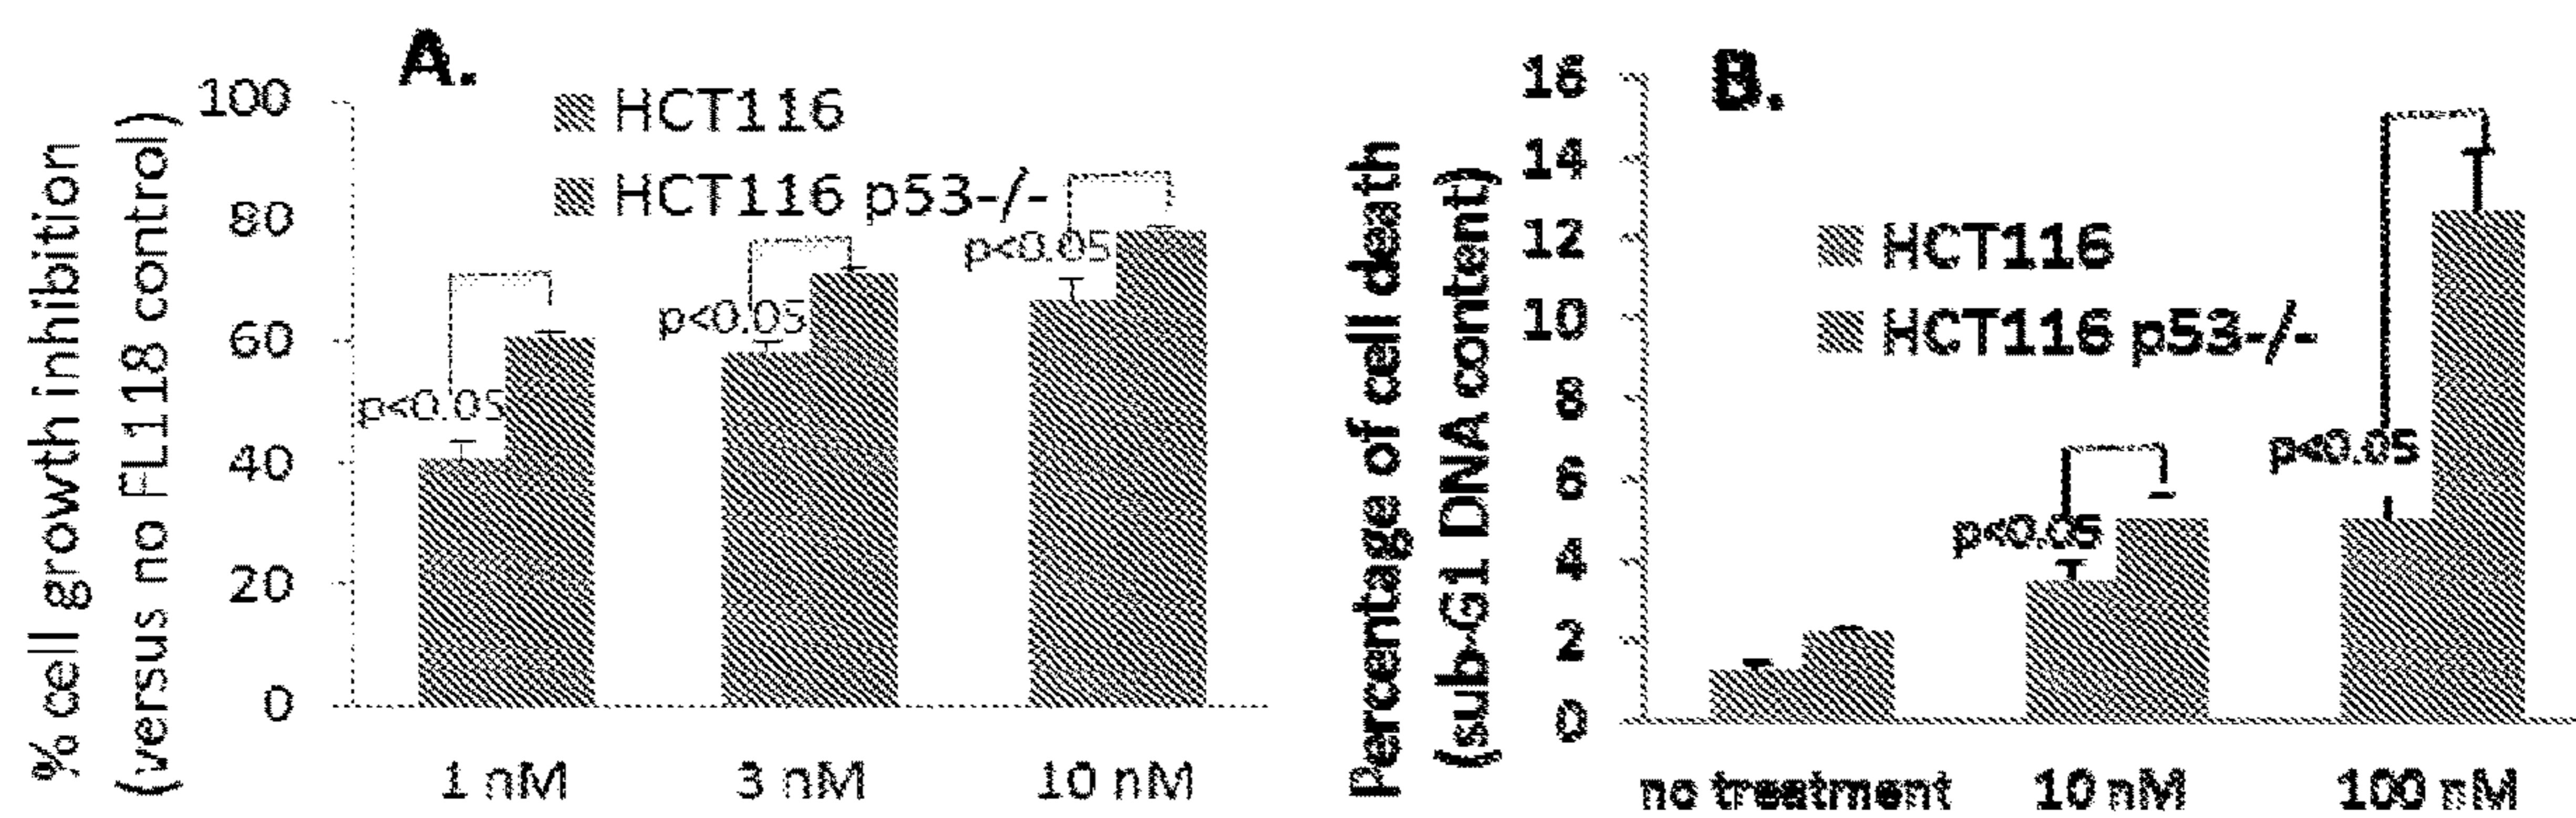 A.
% cell growth inhibition
(versus no FL118 control)
100
80
60
40
20
0
HCT116
HCT116 p53-/-
p<0.05
p<0.05
p<0.05
1 nM
3 nM
10 nM
B.
Percentage of cell death
(sub-G1 DNA content)
16
14
12
10
8
6
4
2
0
HCT116
HCT116 p53-/-
p<0.05
p<0.05
no treatment
10 nM
100 nM